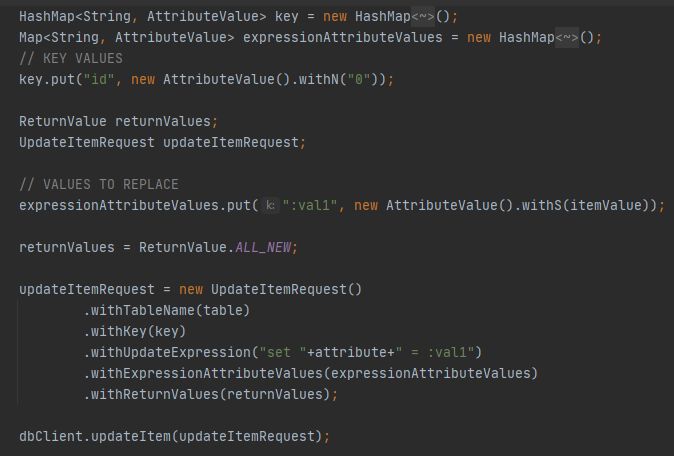 HashMap<String, AttributeValue> key = new HashMap<~>();
Map<String, AttributeValue> expressionAttributeValues = new HashMap<~>();
// KEY VALUES
key.put("id", new AttributeValue().withN("0"));
ReturnValue returnValues;
UpdateItemRequest updateItemRequest;
// VALUES TO REPLACE
expressionAttributeValues.put( k: ":val1", new AttributeValue().withS(itemValue));
returnValues = ReturnValue.ALL_NEW;
updateItemRequest = new UpdateItemRequest()
.withTableName(table)
.withKey(key)
.withUpdateExpression("set "+attribute+" = :val1")
.withExpressionAttributeValues(expressionAttributeValues)
.withReturnValues(returnValues);
dbClient.updateItem(updateItemRequest);